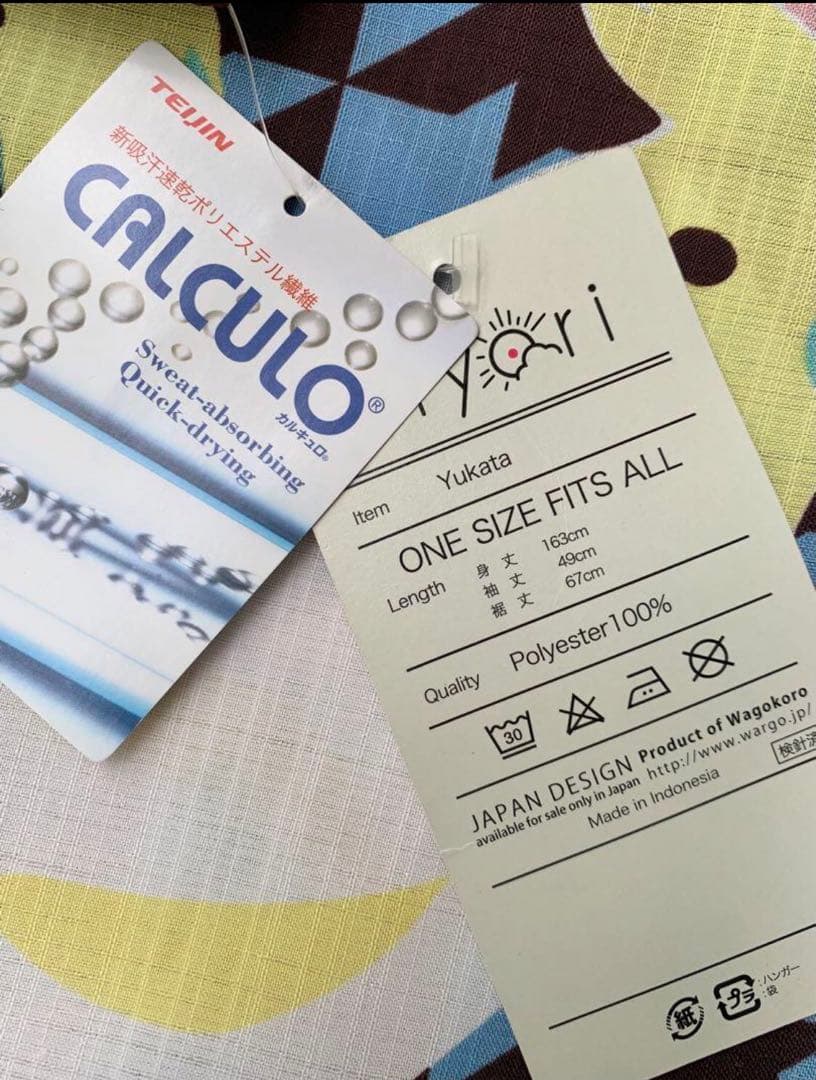 TEIJIN
新吸汗速乾ポリエステル繊維
CALCULO®
カルキュロ®
Sweat-absorbing
Quick-drying
yori
Item Yukata
ONE SIZE FITS ALL
Length 身丈 163cm
袖丈 49cm
裾丈 67cm
Quality Polyester100%
30
JAPAN DESIGN Product of Wagokoro
available for sale only in Japan http://www.wargo.jp/
Made in Indonesia
検針済
紙
プラ
:ハンガー
:袋